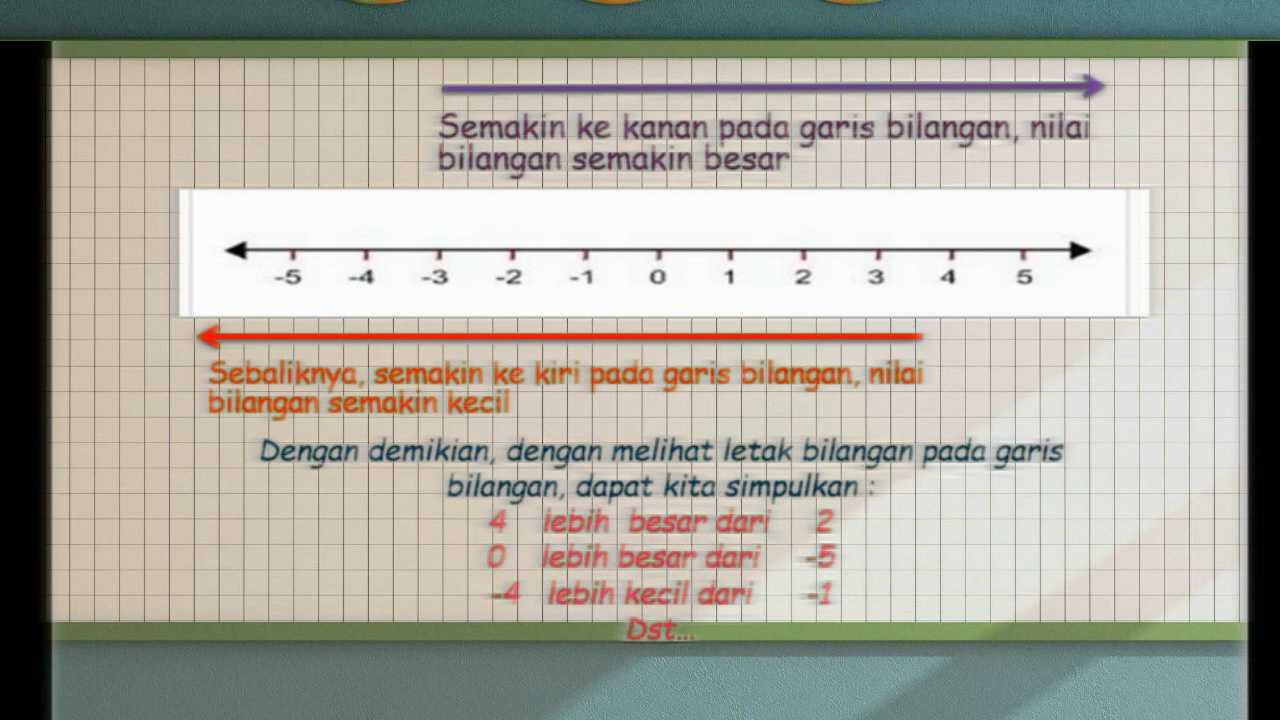 Semakin ke kanan pada garis bilangan, nilai
bilangan semakin besar
-5 -4 -3 -2 -1 0 1 2 3 4 5
Sebaliknya, semakin ke kiri pada garis bilangan, nilai
bilangan semakin kecil
Dengan demikian, dengan melihat letak bilangan pada garis
bilangan, dapat kita simpulkan :
4 lebih besar dari 2
0 lebih besar dari -5
-4 lebih kecil dari -1
Dst...